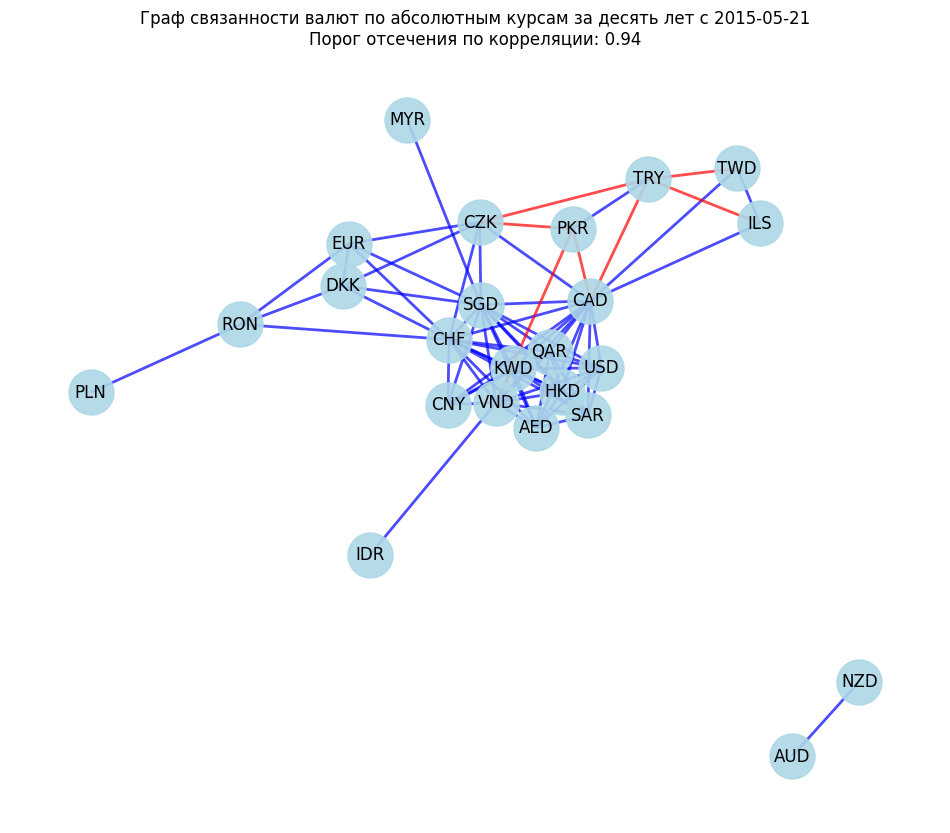 Граф связанности валют по абсолютным курсам за десять лет с 2015-05-21
Порог отсечения по корреляции: 0.94
MYR
TWD
TRY
CZK
PKR
ILS
EUR
DKK
SGD
CAD
RON
CHF
QAR
KWD
USD
PLN
HKD
CNY
VND
SAR
AED
IDR
NZD
AUD